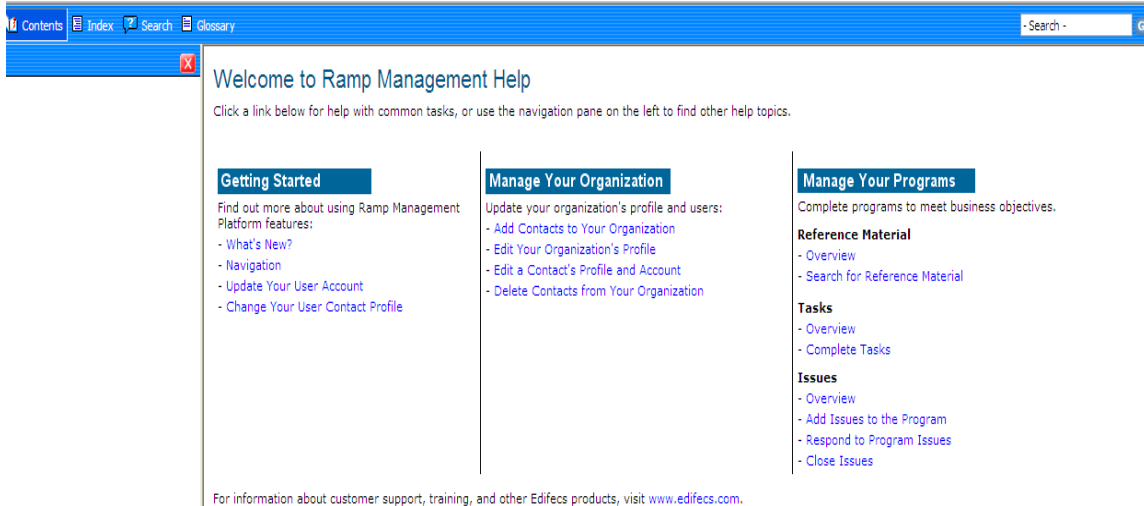 Contents Index Search Glossary
- Search -
Welcome to Ramp Management Help
Click a link below for help with common tasks, or use the navigation pane on the left to find other help topics.
Getting Started
Find out more about using Ramp Management
Platform features:
- What's New?
- Navigation
- Update Your User Account
- Change Your User Contact Profile
Manage Your Organization
Update your organization's profile and users:
- Add Contacts to Your Organization
- Edit Your Organization's Profile
- Edit a Contact's Profile and Account
- Delete Contacts from Your Organization
Manage Your Programs
Complete programs to meet business objectives.
Reference Material
- Overview
- Search for Reference Material
Tasks
- Overview
- Complete Tasks
Issues
- Overview
- Add Issues to the Program
- Respond to Program Issues
- Close Issues
For information about customer support, training, and other Edifecs products, visit www.edifecs.com.